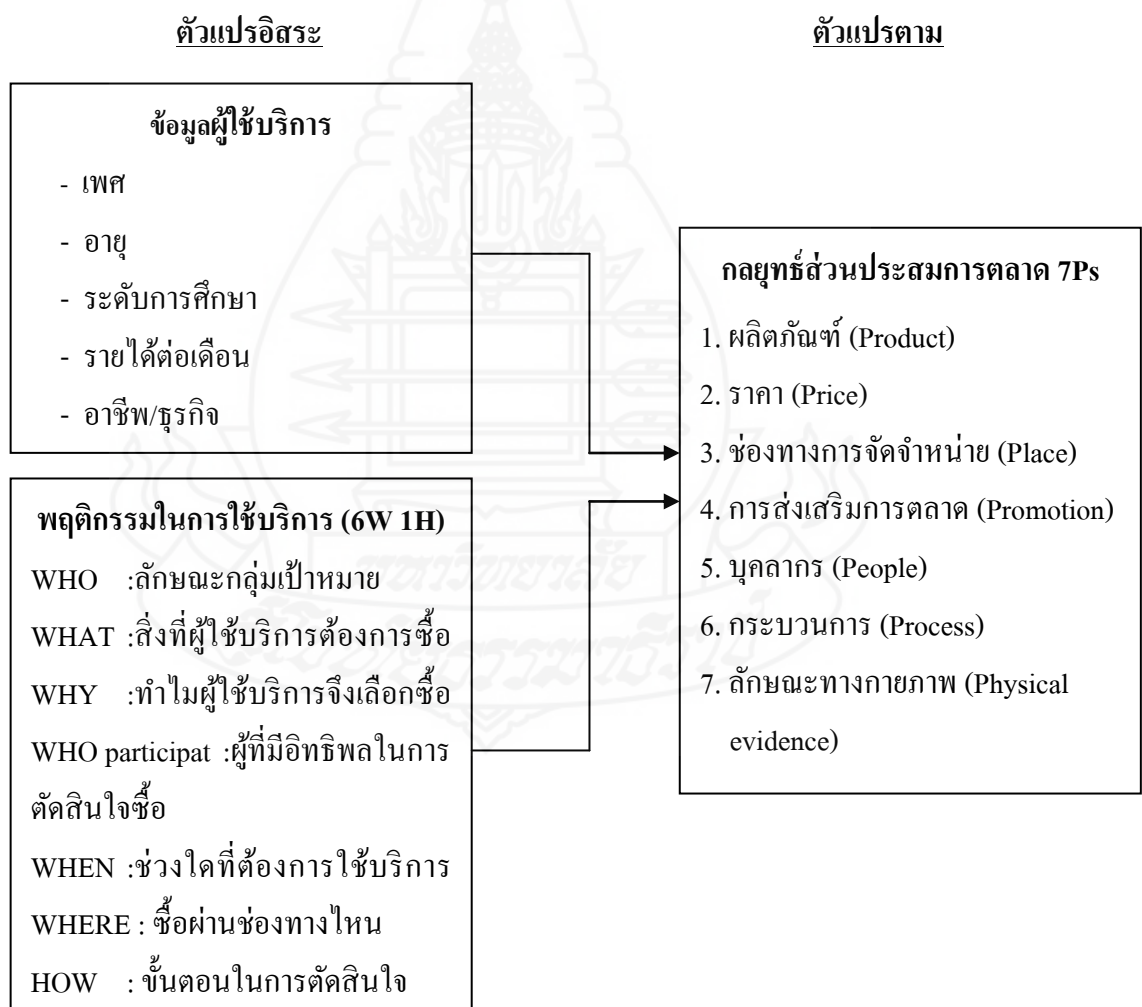 ตัวแปรอิสระ
ข้อมูลผู้ใช้บริการ
- เพศ
- อายุ
- ระดับการศึกษา
- รายได้ต่อเดือน
- อาชีพ/ธุรกิจ
พฤติกรรมในการใช้บริการ (6W 1H)
WHO :ลักษณะกลุ่มเป้าหมาย
WHAT :สิ่งที่ผู้ใช้บริการต้องการซื้อ
WHY :ทำไมผู้ใช้บริการจึงเลือกซื้อ
WHO participat :ผู้ที่มีอิทธิพลในการ
ตัดสินใจซื้อ
WHEN :ช่วงใดที่ต้องการใช้บริการ
WHERE : ซื้อผ่านช่องทางไหน
HOW : ขั้นตอนในการตัดสินใจ
ตัวแปรตาม
กลยุทธ์ส่วนประสมการตลาด 7Ps
1. ผลิตภัณฑ์ (Product)
2. ราคา (Price)
3. ช่องทางการจัดจำหน่าย (Place)
4. การส่งเสริมการตลาด (Promotion)
5. บุคลากร (People)
6. กระบวนการ (Process)
7. ลักษณะทางกายภาพ (Physical
evidence)